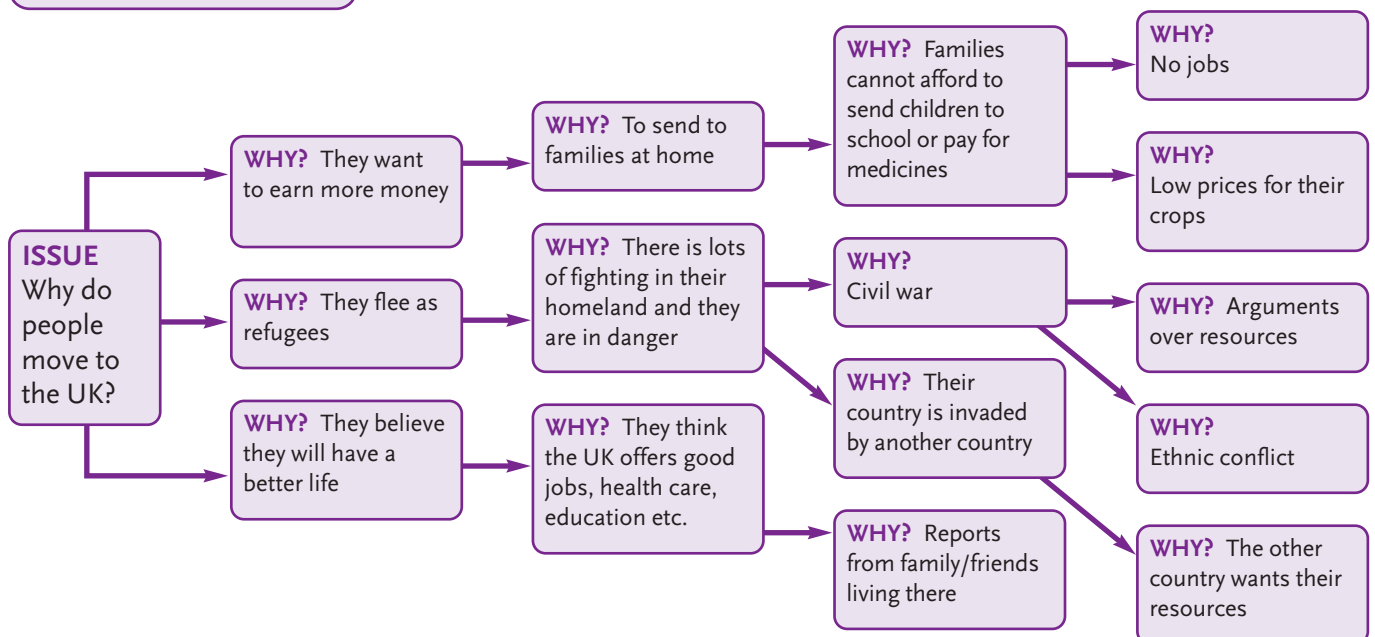 ISSUE
Why do
people
move to
the UK?
WHY? They want
to earn more money
WHY? They flee as
refugees
WHY? They believe
they will have a
better life
WHY? To send to
families at home
WHY? There is lots
of fighting in their
homeland and they
are in danger
WHY? They think
the UK offers good
jobs, health care,
education etc.
WHY? Families
cannot afford to
send children to
school or pay for
medicines
WHY?
Civil war
WHY? Their
country is invaded
by another country
WHY? Reports
from family/friends
living there
WHY?
No jobs
WHY?
Low prices for their
crops
WHY? Arguments
over resources
WHY?
Ethnic conflict
WHY? The other
country wants their
resources